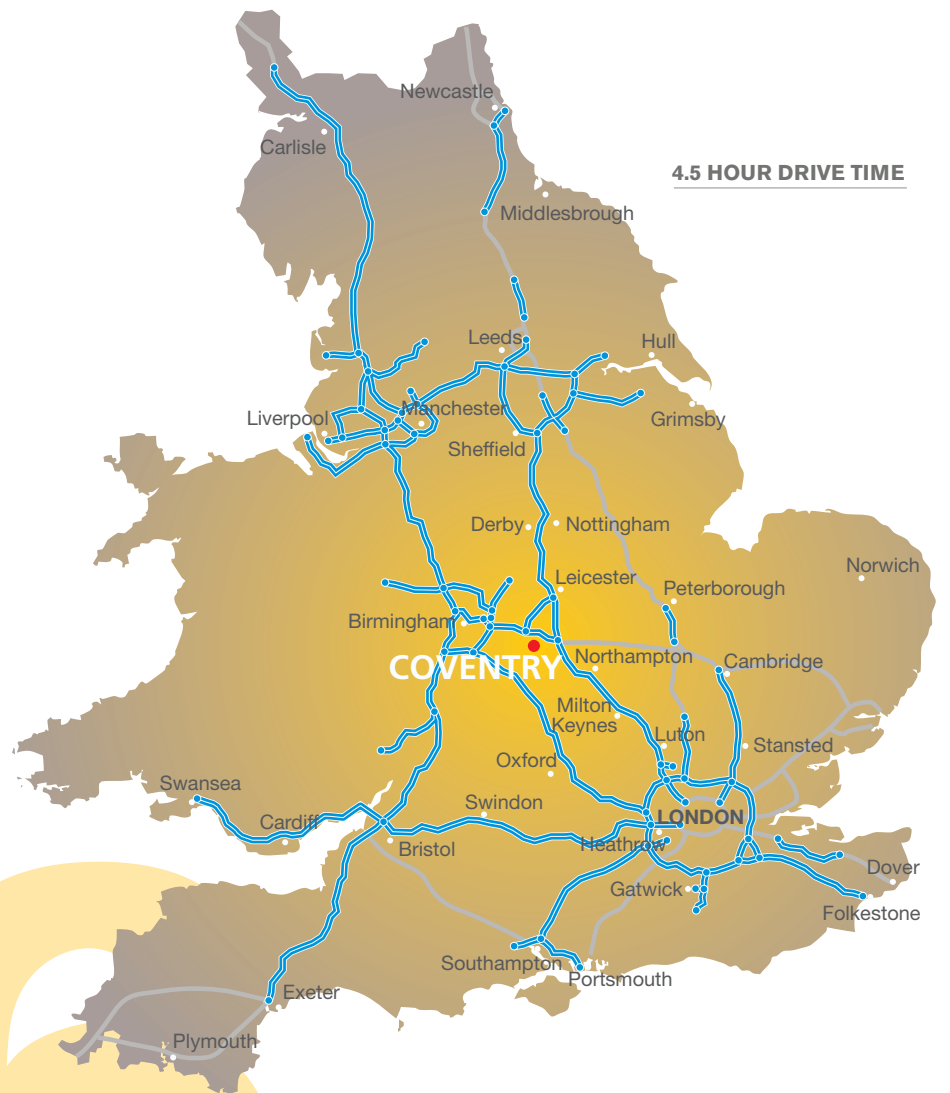 Newcastle
Carlisle
4.5 HOUR DRIVE TIME
Middlesbrough
Leeds
Hull
Liverpool
Manchester
Grimsby
Sheffield
Derby
Nottingham
Norwich
Leicester
Peterborough
Birmingham
COVENTRY
Northampton
Cambridge
Milton
Keynes
Luton
Stansted
Oxford
Swansea
Swindon
Cardiff
LONDON
Heathrow
Bristol
Dover
Gatwick
Folkestone
Southampton
Portsmouth
Exeter
Plymouth